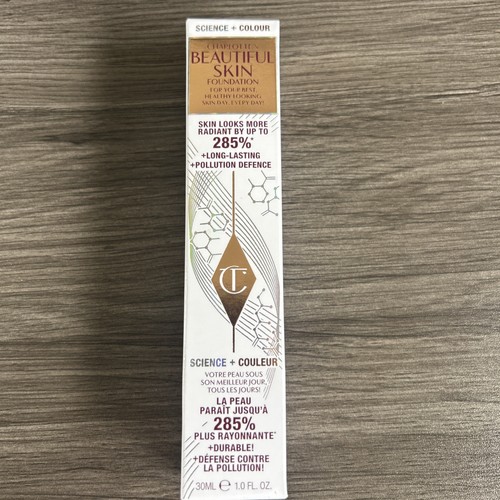 SCIENCE + COLOUR
CHARLOTTE'S
BEAUTIFUL
SKIN
FOUNDATION
FOR YOUR BEST,
HEALTHY-LOOKING
SKIN DAY, EVERY DAY!
SKIN LOOKS MORE
RADIANT BY UP TO
285%*
+LONG-LASTING
+POLLUTION DEFENCE
CT
SCIENCE + COULEUR
VOTRE PEAU SOUS
SON MEILLEUR JOUR,
TOUS LES JOURS!
LA PEAU
PARAÎT JUSQU'À
285%
PLUS RAYONNANTE*
+DURABLE!
+DÉFENSE CONTRE
LA POLLUTION!
30ML ℮ 1.0 FL. OZ.